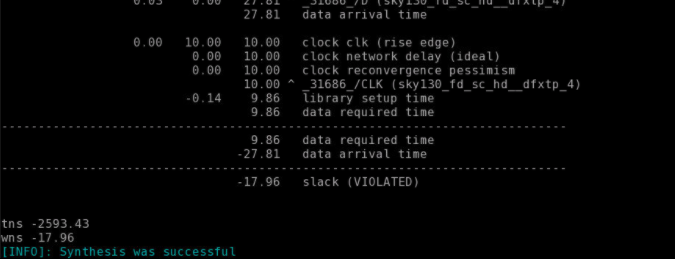 0.03 0.00 27.81 _31686_/D (sky130_fd_sc_hd__dfxtp_4)
27.81 data arrival time
0.00 10.00 10.00 clock clk (rise edge)
0.00 10.00 clock network delay (ideal)
0.00 10.00 clock reconvergence pessimism
10.00 ^ _31686_/CLK (sky130_fd_sc_hd__dfxtp_4)
-0.14 9.86 library setup time
9.86 data required time
-----------------------------------------------------------------------------
9.86 data required time
-27.81 data arrival time
-----------------------------------------------------------------------------
-17.96 slack (VIOLATED)
tns -2593.43
wns -17.96
[INFO]: Synthesis was successful